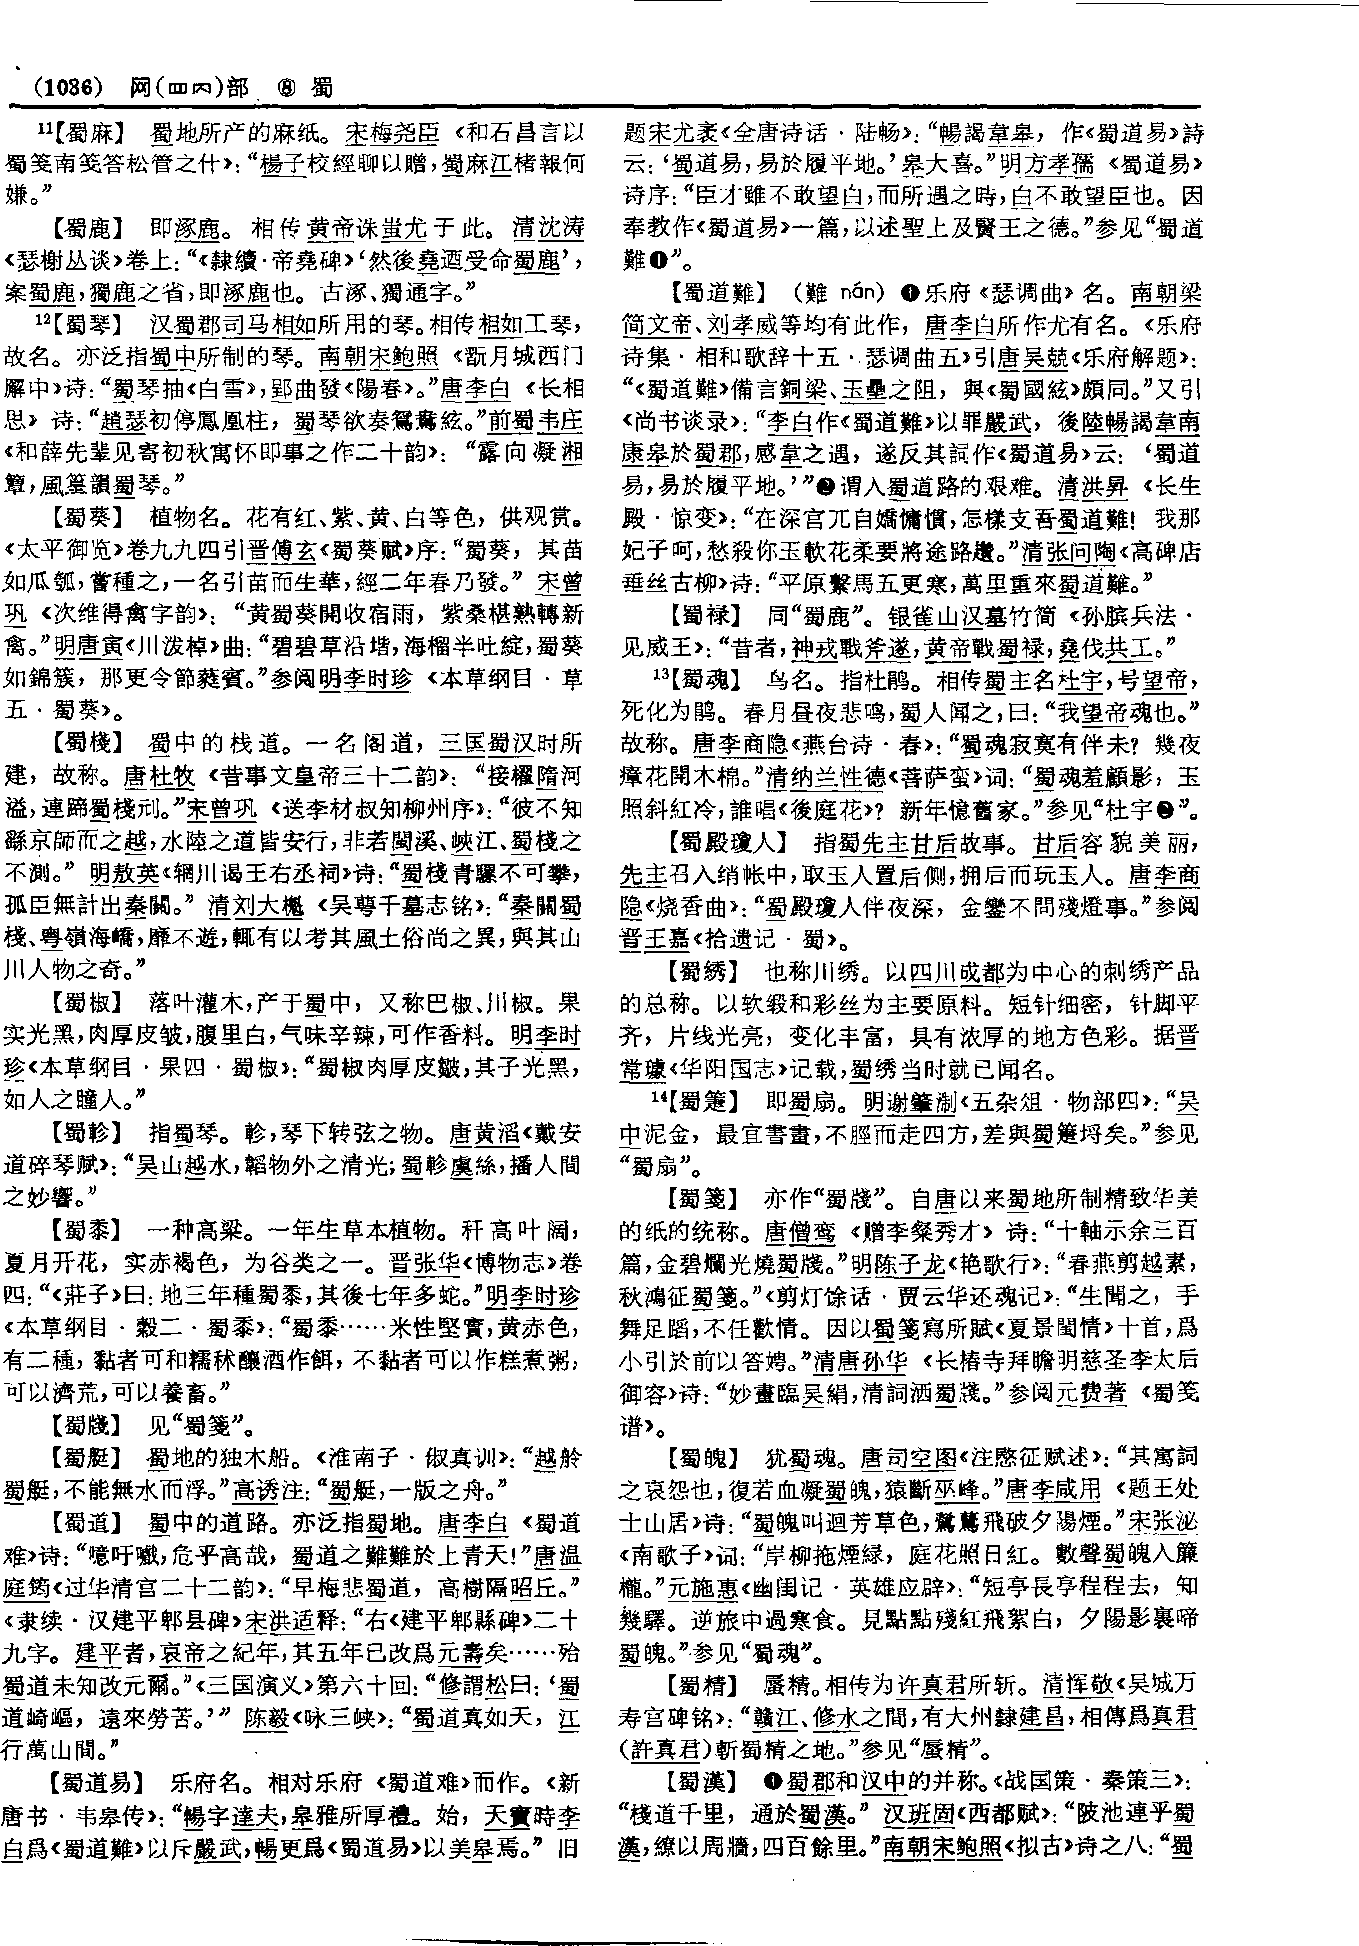 (1036) 网(罒㓁)部 ⑧ 蜀
11【蜀麻】 蜀地所产的麻纸。宋梅尧臣《和石昌言以
蜀笺南笺答松管之什》：“楊子校經聊以贈，蜀麻江楮報何
嫌。”
【蜀鹿】 即涿鹿。相传黄帝诛蚩尤于此。清沈涛
《瑟榭丛谈》卷上：“《隸續·帝堯碑》‘然後堯迺受命蜀鹿’，
案蜀鹿，獨鹿之省，即涿鹿也。古涿、獨通字。”
12【蜀琴】 汉蜀郡司马相如所用的琴。相传相如工琴，
故名。亦泛指蜀中所制的琴。南朝宋鲍照《翫月城西门
廨中》诗：“蜀琴抽《白雪》，郢曲發《陽春》。”唐李白《长相
思》诗：“趙瑟初停鳳凰柱，蜀琴欲奏鴛鴦絃。”前蜀韦庄
《和薛先辈见寄初秋寓怀即事之作二十韵》：“露向凝湘
簟，風篁韻蜀琴。”
【蜀葵】 植物名。花有红、紫、黄、白等色，供观赏。
《太平御览》卷九九四引晋傅玄《蜀葵赋》序：“蜀葵，其苗
如瓜瓠，嘗種之，一名引苗而生華，經二年春乃發。”宋曾
巩《次维得禽字韵》：“黄蜀葵開收宿雨，紫桑椹熟轉新
禽。”明唐寅《川泼棹》曲：“碧碧草沿堦，海榴半吐綻，蜀葵
如錦簇，那更令節蕤賓。”参阅明李时珍《本草纲目·草
五·蜀葵》。
【蜀棧】 蜀中的栈道。一名阁道，三国蜀汉时所
建，故称。唐杜牧《昔事文皇帝三十二韵》：“接櫂隋河
溢，連蹄蜀棧刓。”宋曾巩《送李材叔知柳州序》：“彼不知
繇京師而之越，水陸之道皆安行，非若閩溪、峽江、蜀棧之
不測。”明敖英《辋川谒王右丞祠》诗：“蜀棧青騾不可攀，
孤臣無計出秦關。”清刘大櫆《吴蕚千墓志铭》：“秦關蜀
棧、粤嶺海嶠，靡不遊，輒有以考其風土俗尚之異，與其山
川人物之奇。”
【蜀椒】 落叶灌木，产于蜀中，又称巴椒、川椒。果
实光黑，肉厚皮皱，腹里白，气味辛辣，可作香料。明李时
珍《本草纲目·果四·蜀椒》：“蜀椒肉厚皮皺，其子光黑，
如人之瞳人。”
【蜀軫】 指蜀琴。軫，琴下转弦之物。唐黄滔《戴安
道碎琴赋》：“吴山越水，韜物外之清光；蜀軫虞絲，播人間
之妙響。”
【蜀黍】 一种高粱。一年生草本植物。秆高叶阔，
夏月开花，实赤褐色，为谷类之一。晋张华《博物志》卷
四：“《莊子》曰：地三年種蜀黍，其後七年多蛇。”明李时珍
《本草纲目·穀二·蜀黍》：“蜀黍……米性堅實，黄赤色，
有二種，黏者可和糯秫釀酒作餌，不黏者可以作糕煮粥，
可以濟荒，可以養畜。”
【蜀牋】 见“蜀箋”。
【蜀艇】 蜀地的独木船。《淮南子·俶真训》：“越舲
蜀艇，不能無水而浮。”高诱注：“蜀艇，一版之舟。”
【蜀道】 蜀中的道路。亦泛指蜀地。唐李白《蜀道
难》诗：“噫吁嚱，危乎高哉，蜀道之難難於上青天！”唐温
庭筠《过华清宫二十二韵》：“早梅悲蜀道，高樹隔昭丘。”
《隶续·汉建平郫县碑》宋洪适释：“右《建平郫縣碑》二十
九字。建平者，哀帝之紀年，其五年已改爲元壽矣……殆
蜀道未知改元爾。”《三国演义》第六十回：“修謂松曰：‘蜀
道崎嶇，遠來勞苦。’”陈毅《咏三峡》：“蜀道真如天，江
行萬山間。”
【蜀道易】 乐府名。相对乐府《蜀道难》而作。《新
唐书·韦皋传》：“暢字達夫，皋雅所厚禮。始，天寶時李
白爲《蜀道難》以斥嚴武，暢更爲《蜀道易》以美皋焉。”旧
题宋尤袤《全唐诗话·陆畅》：“暢謁韋皋，作《蜀道易》詩
云：‘蜀道易，易於履平地。’皋大喜。”明方孝孺《蜀道易》
诗序：“臣才雖不敢望白，而所遇之時，白不敢望臣也。因
奉教作《蜀道易》一篇，以述聖上及賢王之德。”参见“蜀道
難❶”。
【蜀道難】 （難 nán）❶乐府《瑟调曲》名。南朝梁
简文帝、刘孝威等均有此作，唐李白所作尤有名。《乐府
诗集·相和歌辞十五·瑟调曲五》引唐吴兢《乐府解题》：
“《蜀道難》備言銅梁、玉壘之阻，與《蜀國絃》頗同。”又引
《尚书谈录》：“李白作《蜀道難》以罪嚴武，後陸暢謁韋南
康皋於蜀郡，感韋之遇，遂反其詞作《蜀道易》云：‘蜀道
易，易於履平地。’”❷谓入蜀道路的艰难。清洪昇《长生
殿·惊变》：“在深宫兀自嬌慵慣，怎樣支吾蜀道難！我那
妃子呵，愁殺你玉軟花柔要將途路趲。”清张问陶《高碑店
垂丝古柳》诗：“平原繫馬五更寒，萬里重來蜀道難。”
【蜀禄】 同“蜀鹿”。银雀山汉墓竹简《孙膑兵法·
见威王》：“昔者，神戎戰斧遂，黄帝戰蜀禄，堯伐共工。”
13【蜀魂】 鸟名。指杜鹃。相传蜀主名杜宇，号望帝，
死化为鹃。春月昼夜悲鸣，蜀人闻之，曰：“我望帝魂也。”
故称。唐李商隐《燕台诗·春》：“蜀魂寂寞有伴未？幾夜
瘴花開木棉。”清纳兰性德《菩萨蛮》词：“蜀魂羞顧影，玉
照斜紅冷，誰唱《後庭花》？新年憶舊家。”参见“杜宇❷”。
【蜀殿瓊人】 指蜀先主甘后故事。甘后容貌美丽，
先主召入绡帐中，取玉人置后侧，拥后而玩玉人。唐李商
隐《烧香曲》：“蜀殿瓊人伴夜深，金鑾不問殘燈事。”参阅
晋王嘉《拾遗记·蜀》。
【蜀绣】 也称川绣。以四川成都为中心的刺绣产品
的总称。以软缎和彩丝为主要原料。短针细密，针脚平
齐，片线光亮，变化丰富，具有浓厚的地方色彩。据晋
常璩《华阳国志》记载，蜀绣当时就已闻名。
14【蜀箑】 即蜀扇。明谢肇淛《五杂俎·物部四》：“吴
中泥金，最宜書畫，不脛而走四方，差與蜀箑埒矣。”参见
“蜀扇”。
【蜀箋】 亦作“蜀牋”。自唐以来蜀地所制精致华美
的纸的统称。唐僧鸾《赠李粲秀才》诗：“十軸示余三百
篇，金碧爛光燒蜀牋。”明陈子龙《艳歌行》：“春燕剪越素，
秋鴻征蜀箋。”《剪灯馀话·贾云华还魂记》：“生聞之，手
舞足蹈，不任歡情。因以蜀箋寫所賦《夏景閨情》十首，爲
小引於前以答娉。”清唐孙华《长椿寺拜瞻明慈圣李太后
御容》诗：“妙畫臨吴絹，清詞洒蜀牋。”参阅元费著《蜀笺
谱》。
【蜀魄】 犹蜀魂。唐司空图《注愍征赋述》：“其寓詞
之哀怨也，復若血凝蜀魄，猿斷巫峰。”唐李咸用《题王处
士山居》诗：“蜀魄叫迴芳草色，鷺鷥飛破夕陽煙。”宋张泌
《南歌子》词：“岸柳拖煙緑，庭花照日紅。數聲蜀魄入簾
櫳。”元施惠《幽闺记·英雄应辟》：“短亭長亭程程去，知
幾驛。逆旅中過寒食。見點點殘紅飛絮白，夕陽影裏啼
蜀魄。”参见“蜀魂”。
【蜀精】 蜃精。相传为许真君所斩。清恽敬《吴城万
寿宫碑铭》：“贛江、修水之間，有大州隸建昌，相傳爲真君
（許真君）斬蜀精之地。”参见“蜃精”。
【蜀漢】 ❶蜀郡和汉中的并称。《战国策·秦策三》：
“棧道千里，通於蜀漢。”汉班固《西都赋》：“陂池連乎蜀
漢，繚以周牆，四百餘里。”南朝宋鲍照《拟古》诗之八：“蜀